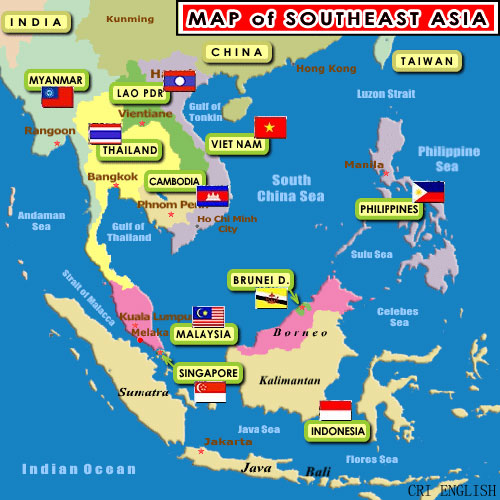 MAP of SOUTHEAST ASIA
INDIA
Kunming
CHINA
TAIWAN
Hong Kong
MYANMAR
LAO PDR
Luzon Strait
Gulf of
Tonkin
Vientiane
Rangoon
THAILAND
VIET NAM
Philippine
Sea
Manila
Bangkok
CAMBODIA
South
China Sea
Phnom Penh
PHILIPPINES
Andaman
Sea
Gulf of
Thailand
Ho Chi Minh
City
Sulu Sea
Strait of Malacca
BRUNEI D.
Kuala Lumpur
Melaka
MALAYSIA
Borneo
Celebes
Sea
SINGAPORE
Sumatra
Kalimantan
INDONESIA
Java Sea
Jakarta
Flores Sea
Indian Ocean
Java
Bali
CRI ENGLISH